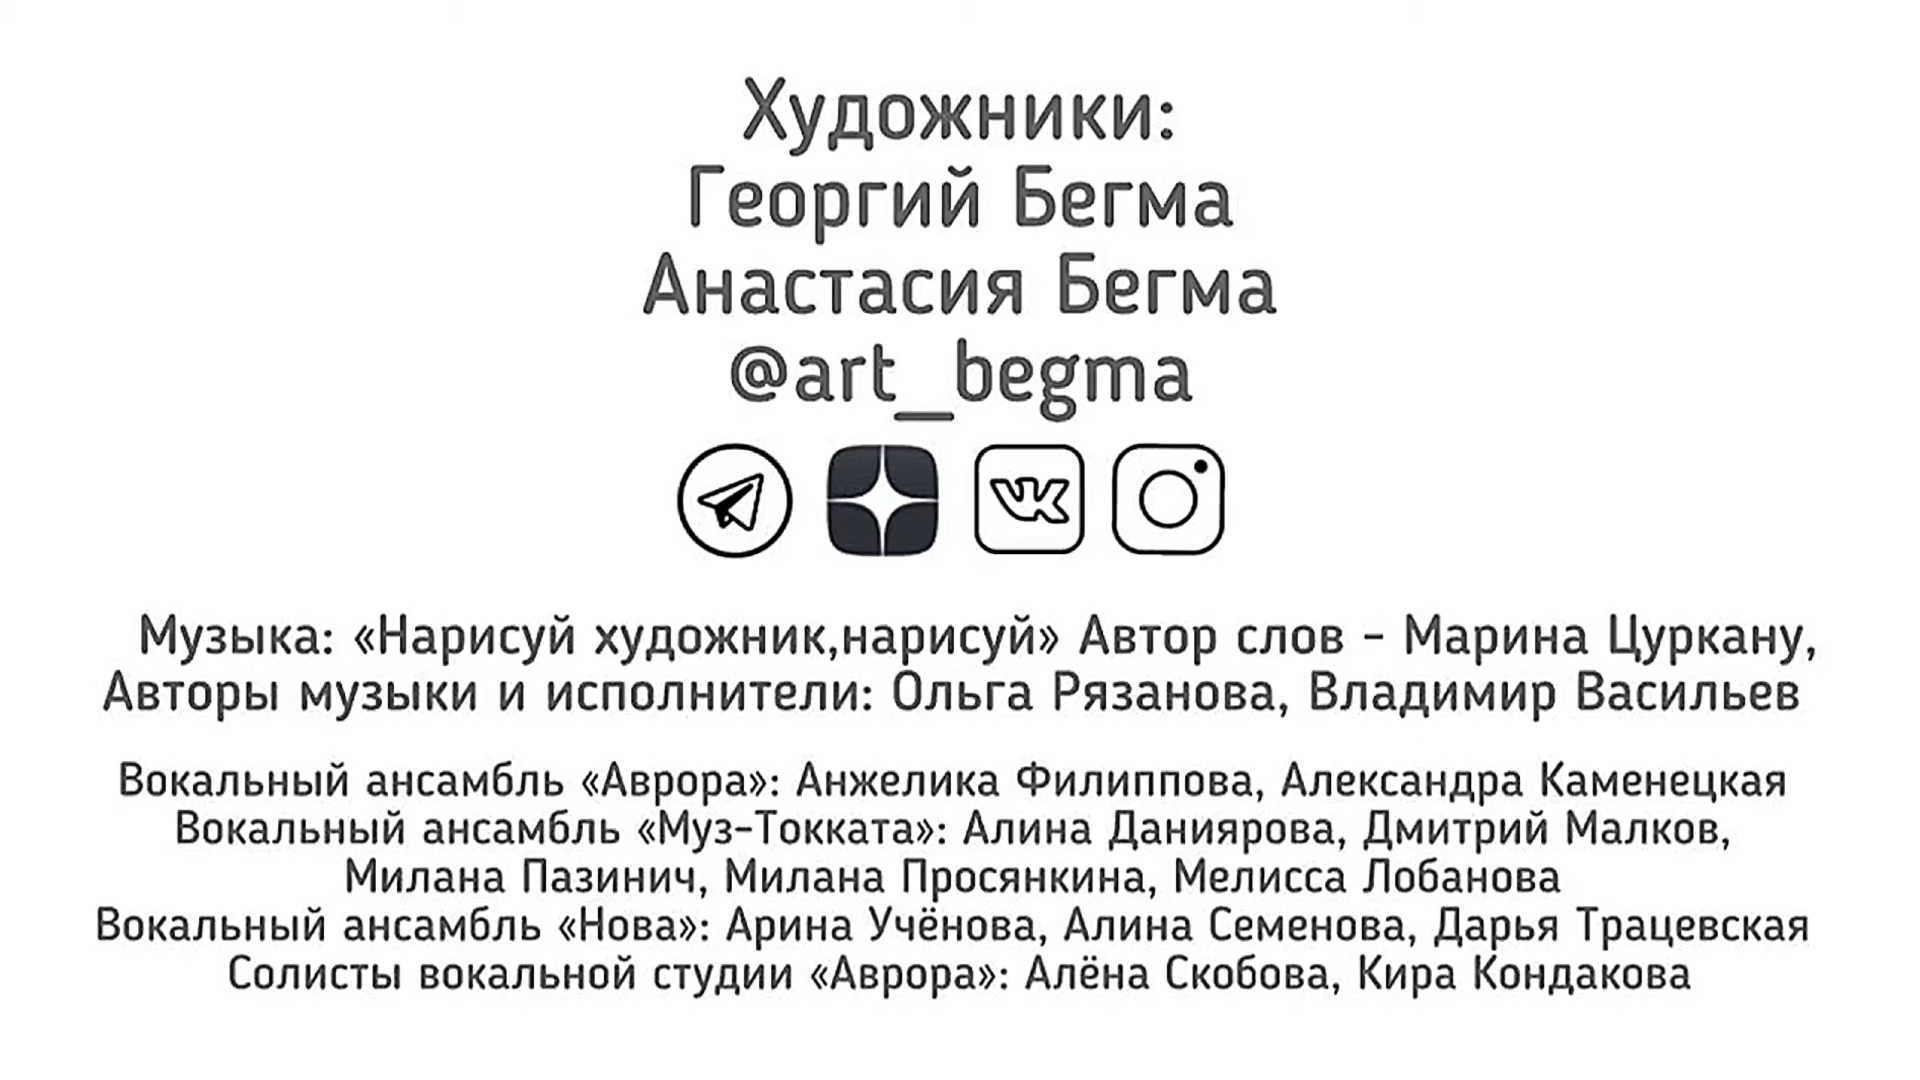 Художники:
Георгий Бегма
Анастасия Бегма
@art_begma
Музыка: «Нарисуй художник,нарисуй» Автор слов - Марина Цуркану,
Авторы музыки и исполнители: Ольга Рязанова, Владимир Васильев
Вокальный ансамбль «Аврора»: Анжелика Филиппова, Александра Каменецкая
Вокальный ансамбль «Муз-Токката»: Алина Даниярова, Дмитрий Малков,
Милана Пазинич, Милана Просянкина, Мелисса Лобанова
Вокальный ансамбль «Нова»: Арина Учёнова, Алина Семенова, Дарья Трацевская
Солисты вокальной студии «Аврора»: Алёна Скобова, Кира Кондакова